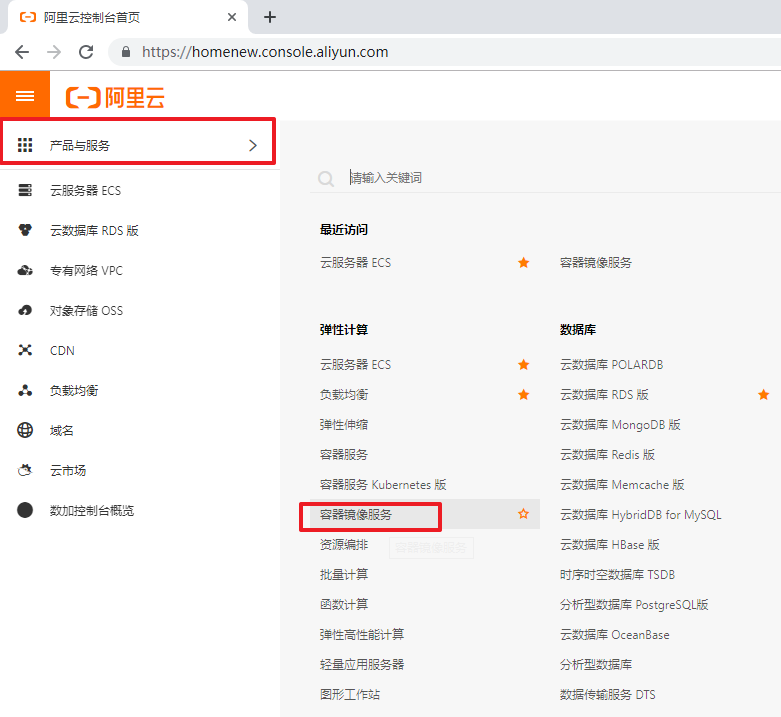 阿里云控制台首页
https://homenew.console.aliyun.com
阿里云
产品与服务
云服务器 ECS
云数据库 RDS 版
专有网络 VPC
对象存储 OSS
CDN
负载均衡
域名
云市场
数加控制台概览
请输入关键词
最近访问
云服务器 ECS
容器镜像服务
弹性计算
云服务器 ECS
负载均衡
弹性伸缩
容器服务
容器服务 Kubernetes 版
容器镜像服务
容器镜像服务
资源编排
批量计算
函数计算
弹性高性能计算
轻量应用服务器
图形工作站
数据库
云数据库 POLARDB
云数据库 RDS 版
云数据库 MongoDB 版
云数据库 Redis 版
云数据库 Memcache 版
云数据库 HybridDB for MySQL
云数据库 HBase 版
时序时空数据库 TSDB
分析型数据库 PostgreSQL版
云数据库 OceanBase
分析型数据库
数据传输服务 DTS